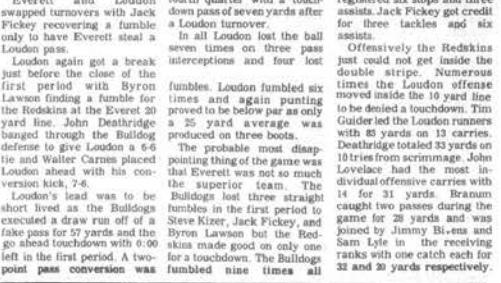 Everett and Loudon
swapped turnovers with Jack
Fickey recovering a fumble
only to have Everett steal a
Loudon pass.
Loudon again got a break
just before the close of the
first period with Byron
Lawson finding a fumble for
the Redskins at the Everet 20
yard line. John Deathridge
banged through the Bulldog
defense to give Loudon a 6-6
tie and Walter Carnes placed
Loudon ahead with his con-
version kick, 7-6.
Loudon's lead was to be
short lived as the Bulldogs
executed a draw run off of a
fake pass for 57 yards and the
go ahead touchdown with 0:00
left in the first period. A two-
point pass conversion was
fourth quarter with a touch-
down pass of seven yards after
a Loudon turnover.
In all Loudon lost the ball
seven times on three pass
interceptions and four lost
fumbles. Loudon fumbled six
times and again punting
proved to be below par as only
a 25 yard average was
produced on three boots.
The probably most disap-
pointing thing of the game was
that Everett was not so much
the superior team. The
Bulldogs lost three straight
fumbles in the first period to
Steve Kizer, Jack Fickey, and
Byron Lawson but the Red-
skins made good on only one
for a touchdown. The Bulldogs
fumbled nine times all
registered six stops and three
assists. Jack Fickey got credit
for three tackles and six
assists.
Offensively the Redskins
just could not get inside the
double stripe. Numerous
times the Loudon offense
moved inside the 10 yard line
to be denied a touchdown. Tim
Guider led the Loudon runners
with 83 yards on 13 carries.
Deathridge totaled 33 yards on
10 tries from scrimmage. John
Lovelace had the most in-
dividual offensive carries with
14 for 31 yards. Branum
caught two passes during the
game for 28 yards and was
joined by Jimmy Bivens and
Sam Lyle in the receiving
ranks with one catch each for
32 and 20 yards respectively.